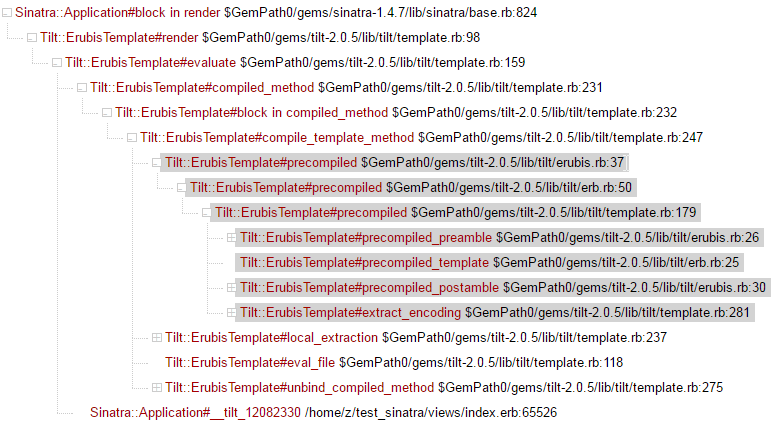 Sinatra::Application#block in render $GemPath0/gems/sinatra-1.4.7/lib/sinatra/base.rb:824
Tilt::ErubisTemplate#render $GemPath0/gems/tilt-2.0.5/lib/tilt/template.rb:98
Tilt::ErubisTemplate#evaluate $GemPath0/gems/tilt-2.0.5/lib/tilt/template.rb:159
Tilt::ErubisTemplate#compiled_method $GemPath0/gems/tilt-2.0.5/lib/tilt/template.rb:231
Tilt::ErubisTemplate#block in compiled_method $GemPath0/gems/tilt-2.0.5/lib/tilt/template.rb:232
Tilt::ErubisTemplate#compile_template_method $GemPath0/gems/tilt-2.0.5/lib/tilt/template.rb:247
Tilt::ErubisTemplate#precompiled $GemPath0/gems/tilt-2.0.5/lib/tilt/erubis.rb:37
Tilt::ErubisTemplate#precompiled $GemPath0/gems/tilt-2.0.5/lib/tilt/erb.rb:50
Tilt::ErubisTemplate#precompiled $GemPath0/gems/tilt-2.0.5/lib/tilt/template.rb:179
Tilt::ErubisTemplate#precompiled_preamble $GemPath0/gems/tilt-2.0.5/lib/tilt/erubis.rb:26
Tilt::ErubisTemplate#precompiled_template $GemPath0/gems/tilt-2.0.5/lib/tilt/erb.rb:25
Tilt::ErubisTemplate#precompiled_postamble $GemPath0/gems/tilt-2.0.5/lib/tilt/erubis.rb:30
Tilt::ErubisTemplate#extract_encoding $GemPath0/gems/tilt-2.0.5/lib/tilt/template.rb:281
Tilt::ErubisTemplate#local_extraction $GemPath0/gems/tilt-2.0.5/lib/tilt/template.rb:237
Tilt::ErubisTemplate#eval_file $GemPath0/gems/tilt-2.0.5/lib/tilt/template.rb:118
Tilt::ErubisTemplate#unbind_compiled_method $GemPath0/gems/tilt-2.0.5/lib/tilt/template.rb:275
Sinatra::Application#__tilt_12082330 /home/z/test_sinatra/views/index.erb:65526